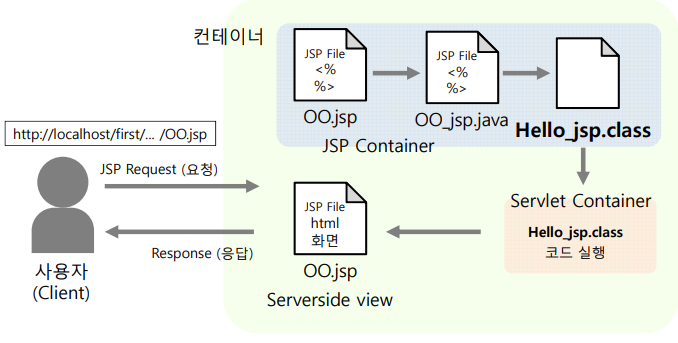 컨테이너
JSP File
<%
%>
OO.jsp
JSP File
<%
%>
OO_jsp.java
Hello_jsp.class
JSP Container
http://localhost/first/... /OO.jsp
JSP Request (요청)
Response (응답)
사용자
(Client)
JSP File
html
화면
OO.jsp
Serverside view
Servlet Container
Hello_jsp.class
코드 실행